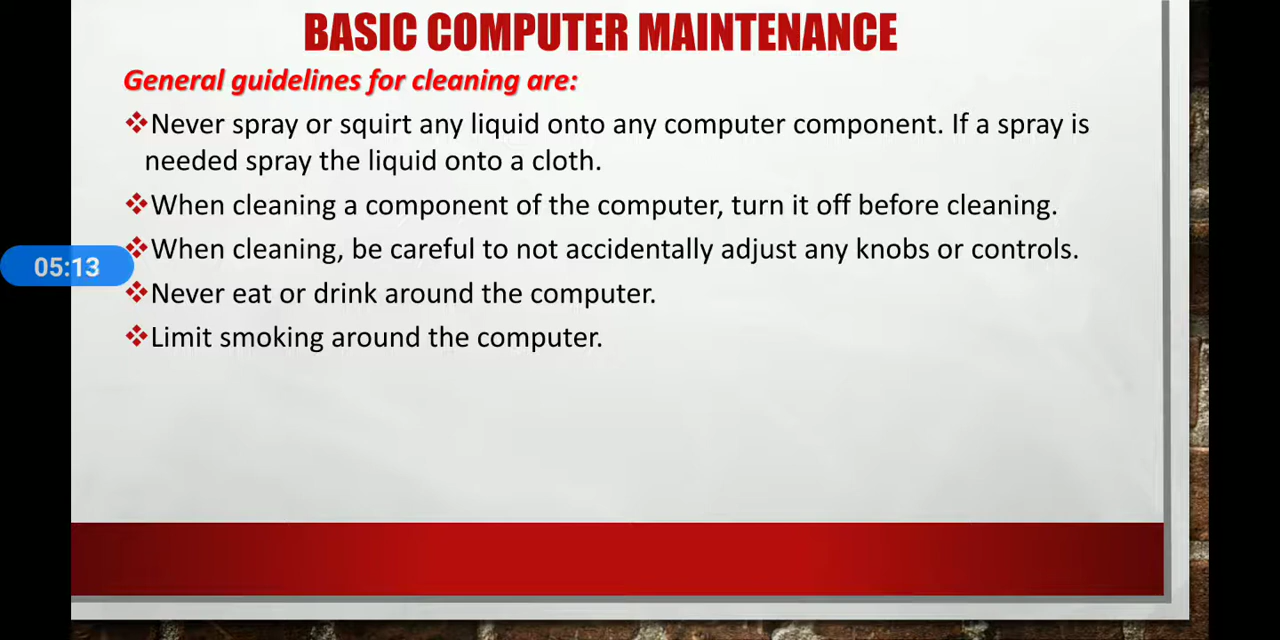 BASIC COMPUTER MAINTENANCE
General guidelines for cleaning are:
❖Never spray or squirt any liquid onto any computer component. If a spray is
needed spray the liquid onto a cloth.
❖When cleaning a component of the computer, turn it off before cleaning.
❖When cleaning, be careful to not accidentally adjust any knobs or controls.
05:13
❖Never eat or drink around the computer.
❖Limit smoking around the computer.